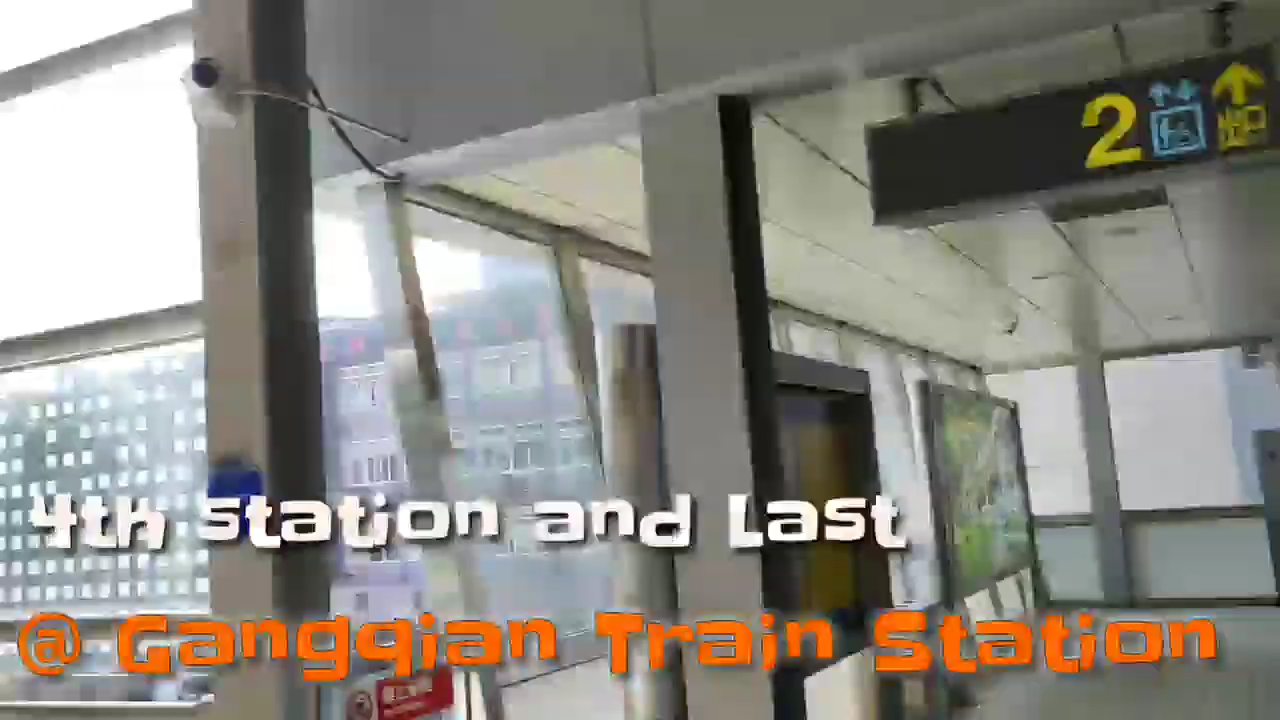 2 出口
4th station and Last
@ Gangqian Train Station